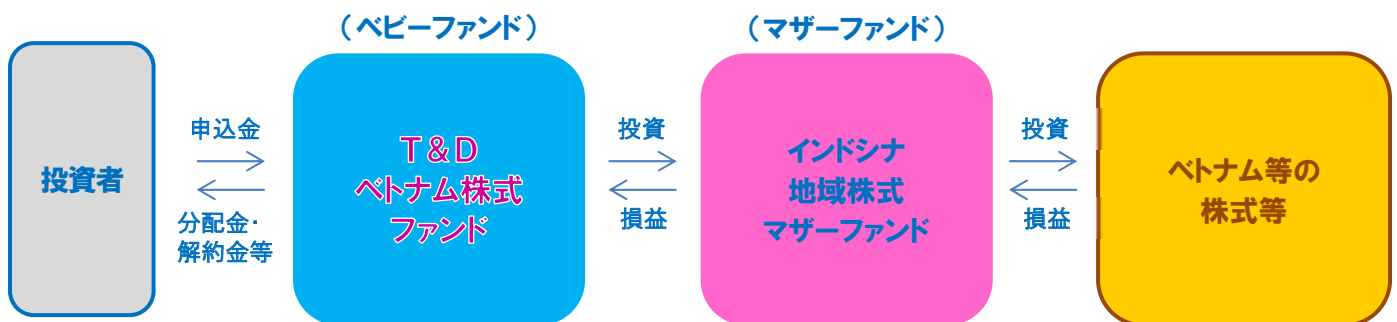 （ベビーファンド）
（マザーファンド）
投資者
申込金
分配金・
解約金等
T＆D
ベトナム株式
ファンド
投資
損益
インドシナ
地域株式
マザーファンド
投資
損益
ベトナム等の
株式等